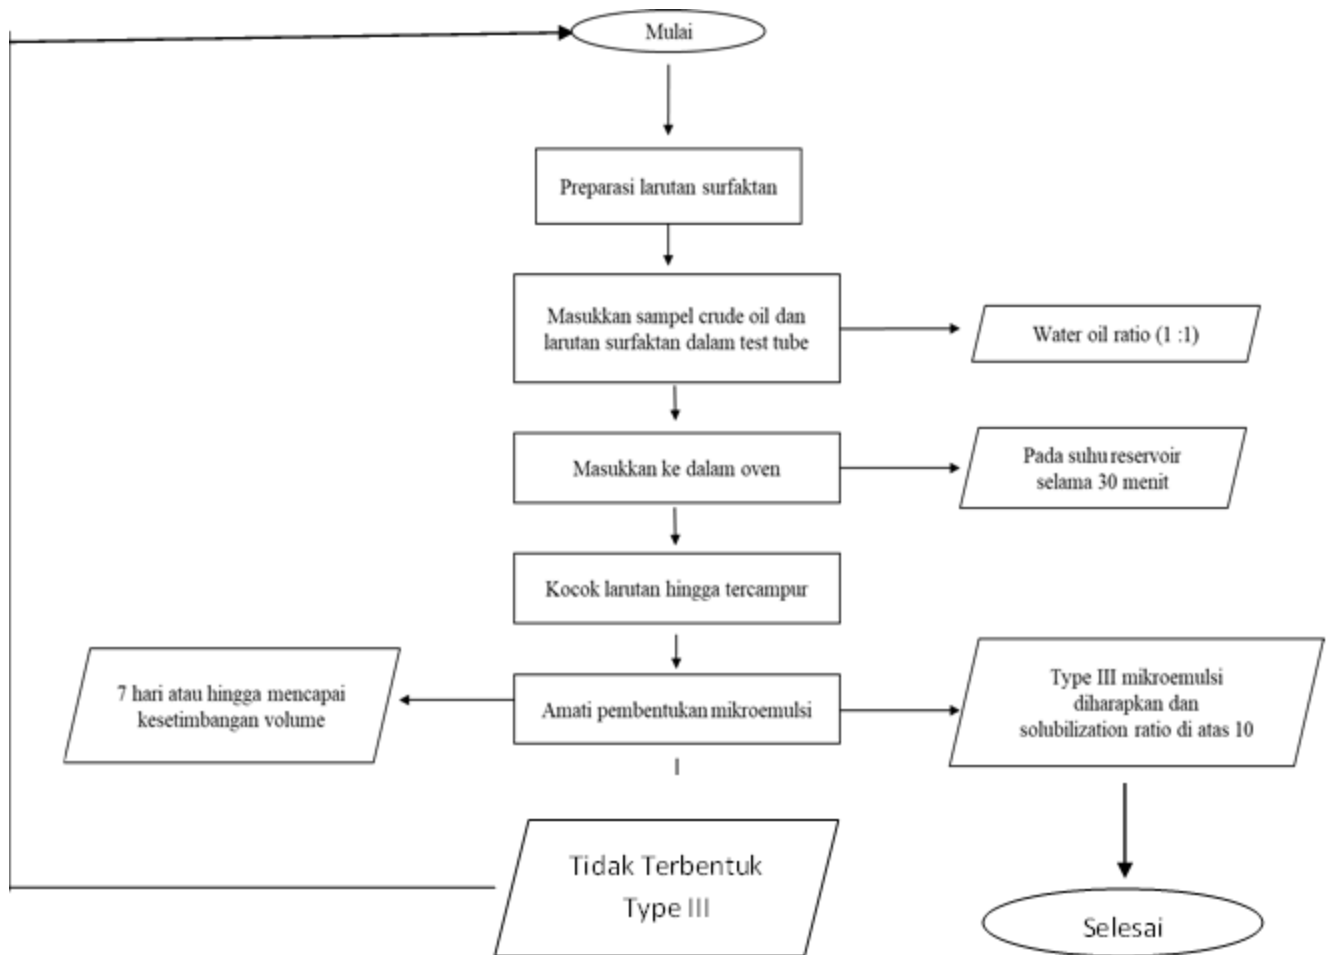 Mulai
Preparasi larutan surfaktan
Masukkan sampel crude oil dan
larutan surfaktan dalam test tube
Water oil ratio (1 :1)
Masukkan ke dalam oven
Pada suhu reservoir
selama 30 menit
Kocok larutan hingga tercampur
7 hari atau hingga mencapai
kesetimbangan volume
Amati pembentukan mikroemulsi
Type III mikroemulsi
diharapkan dan
solubilization ratio di atas 10
Tidak Terbentuk
Type III
Selesai